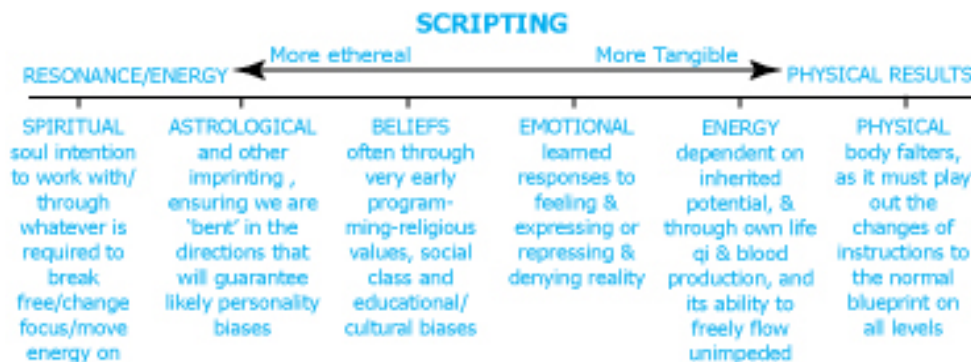 SCRIPTING
More ethereal
More Tangible
RESONANCE/ENERGY
PHYSICAL RESULTS
SPIRITUAL
soul intention
to work with/
through
whatever is
required to
break
free/change
focus/move
energy on
ASTROLOGICAL
and other
imprinting ,
ensuring we are
'bent' in the
directions that
will guarantee
likely personality
biases
BELIEFS
often through
very early
program-
ming-religious
values, social
class and
educational/
cultural biases
EMOTIONAL
learned
responses to
feeling &
expressing or
repressing &
denying reality
ENERGY
dependent on
inherited
potential, &
through own life
qi & blood
production, and
its ability to
freely flow
unimpeded
PHYSICAL
body falters,
as it must play
out the
changes of
instructions to
the normal
blueprint on
all levels